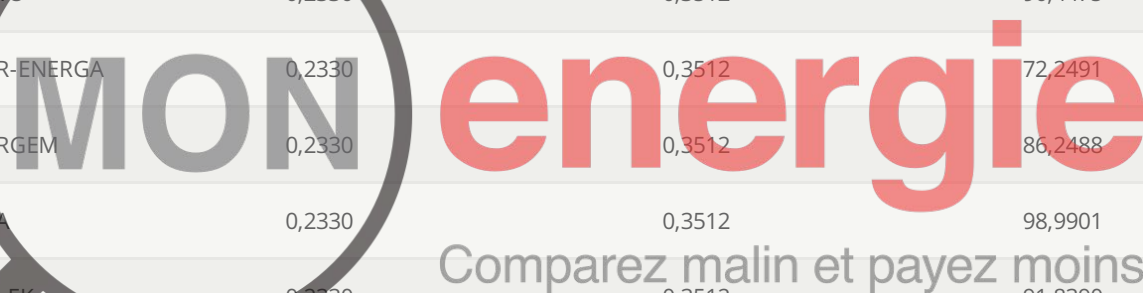 R-ENERGA 0,2330 0,3512 72,2491
MON energie
RGEM 0,2330 0,3512 86,2488
A 0,2330 0,3512 98,9901
Comparez malin et payez moins